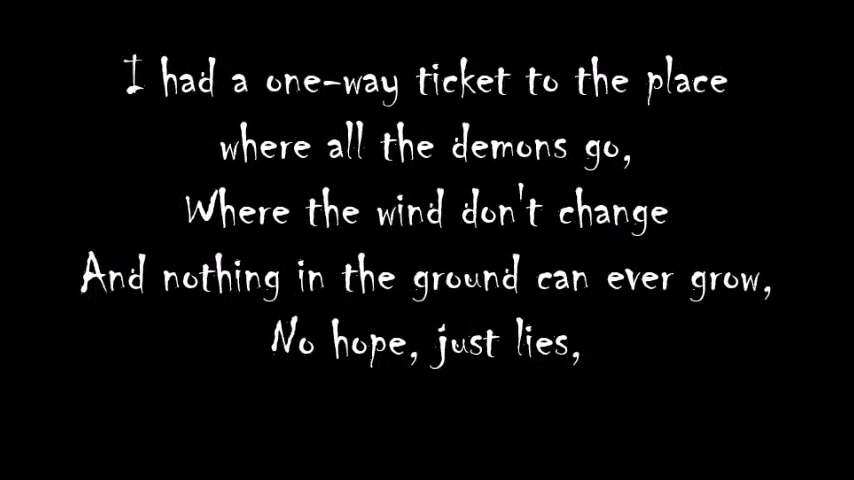 I had a one-way ticket to the place
where all the demons go,
Where the wind don't change
And nothing in the ground can ever grow,
No hope, just lies,